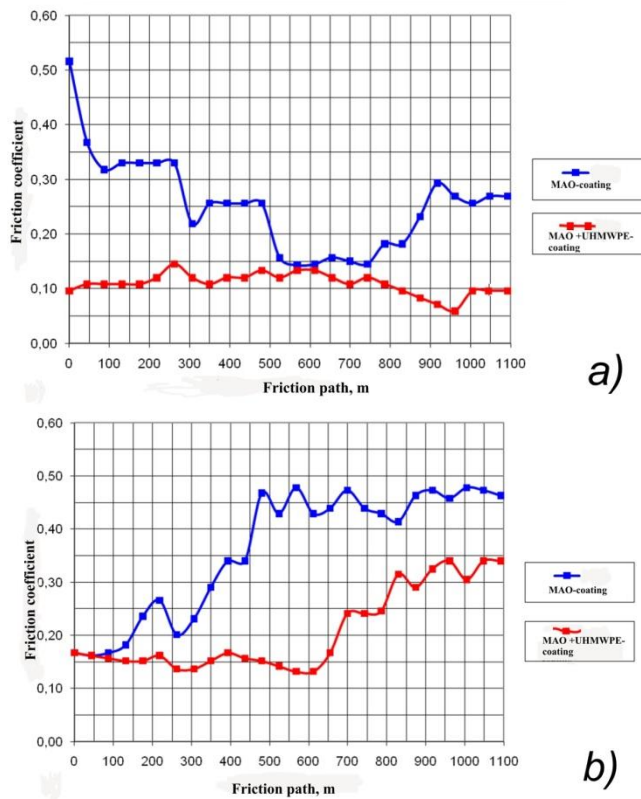 a)
0,60
0,50
0,40
0,30
0,20
0,10
0,00
Friction coefficient
0 100 200 300 400 500 600 700 800 900 1000 1100
Friction path, m
MAO-coating
MAO +UHMWPE-
coating
b)
0,60
0,50
0,40
0,30
0,20
0,10
0,00
Friction coefficient
0 100 200 300 400 500 600 700 800 900 1000 1100
Friction path, m
MAO-coating
MAO +UHMWPE-
coating